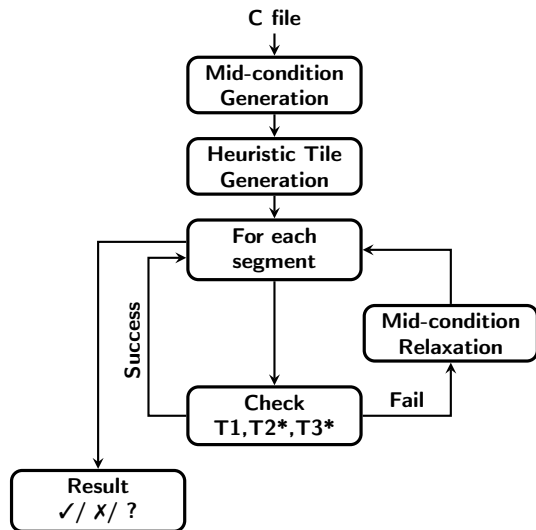 C file
Mid-condition
Generation
Heuristic Tile
Generation
For each
segment
Success
Mid-condition
Relaxation
Check
T1,T2*,T3*
Fail
Result
✓/ ✗/ ?